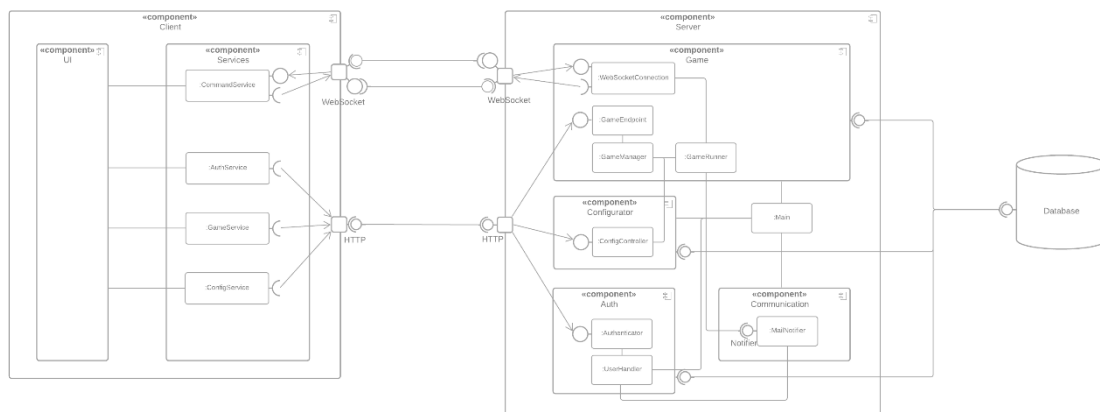 «component»
Client
«component»
UI
«component»
Services
:CommandService
:AuthService
:GameService
:ConfigService
WebSocket
HTTP
«component»
Server
WebSocket
HTTP
«component»
Game
:WebSocketConnection
:GameEndpoint
:GameManager
:GameRunner
«component»
Configurator
:ConfigController
:Main
«component»
Auth
:Authenticator
:UserHandler
«component»
Communication
:MailNotifier
Notifier
Database